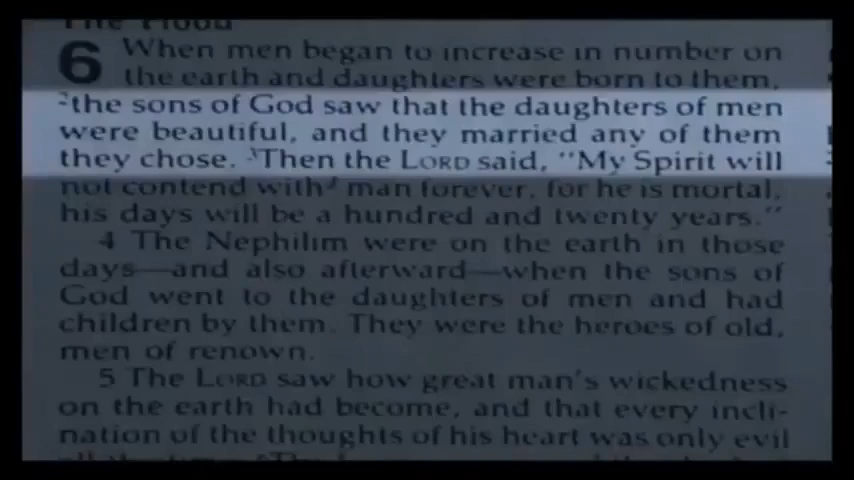 The Flood
6 When men began to increase in number on
the earth and daughters were born to them,
2the sons of God saw that the daughters of men
were beautiful, and they married any of them
they chose. 3Then the LORD said, "My Spirit will
not contend with man forever, for he is mortal,
his days will be a hundred and twenty years."
4 The Nephilim were on the earth in those
days—and also afterward—when the sons of
God went to the daughters of men and had
children by them. They were the heroes of old,
men of renown.
5 The LORD saw how great man's wickedness
on the earth had become, and that every incli-
nation of the thoughts of his heart was only evil